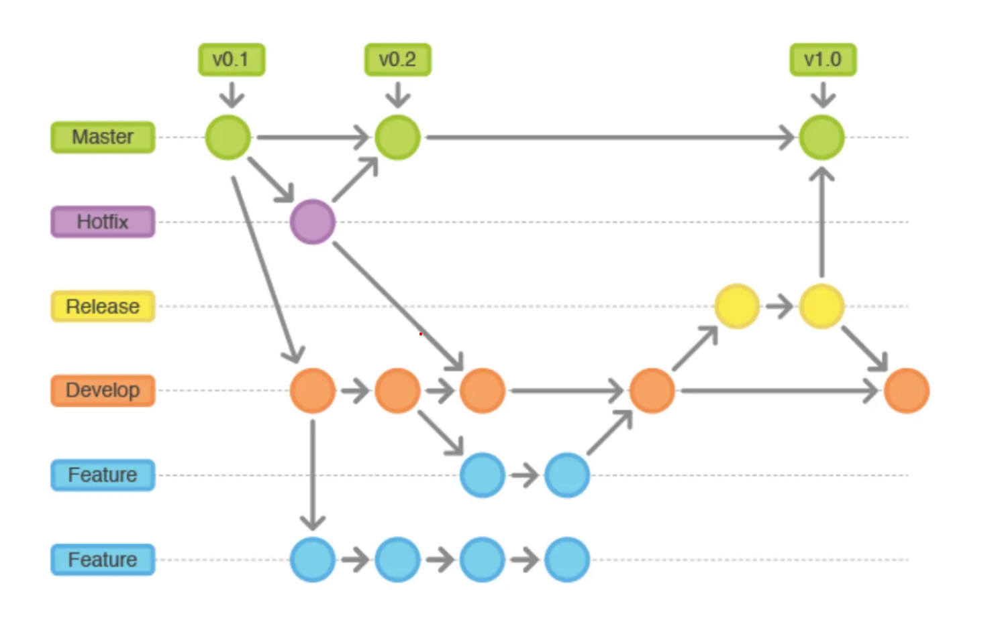 v0.1
v0.2
v1.0
Master
Hotfix
Release
Develop
Feature
Feature